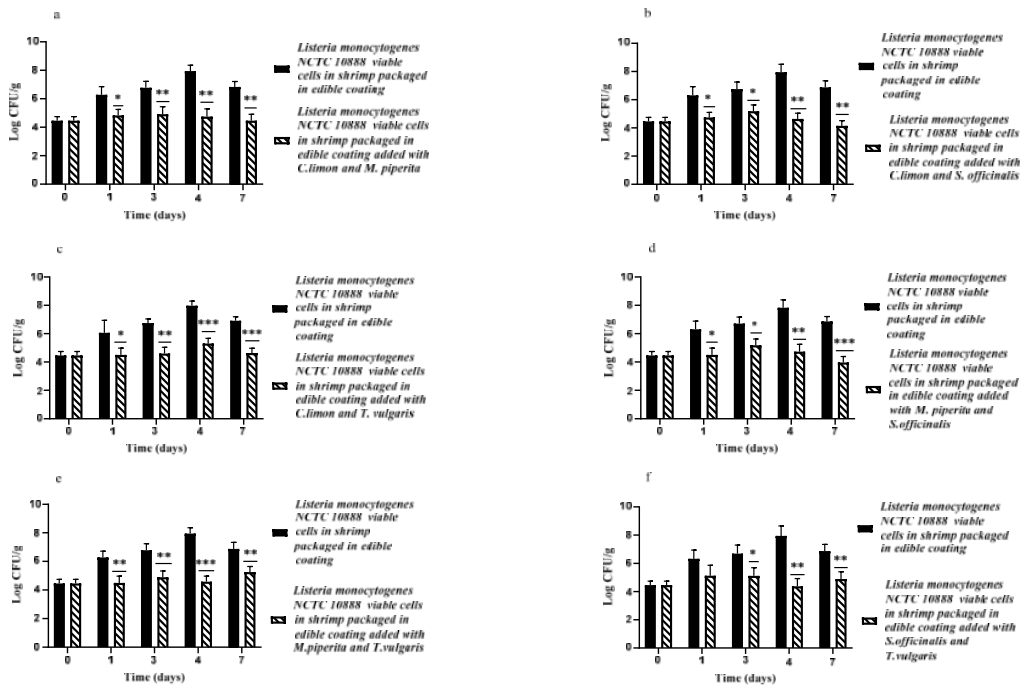 a
10
8
6
4
2
0
Log CFU/g
* ** ** **
0 1 3 4 7
Time (days)
Listeria monocytogenes
NCTC 10888 viable
cells in shrimp packaged
in edible coating
Listeria monocytogenes
NCTC 10888 viable cells
in shrimp packaged in
edible coating added with
C.limon and M. piperita
b
10
8
6
4
2
0
Log CFU/g
* * ** **
0 1 3 4 7
Time (days)
Listeria monocytogenes
NCTC 10888 viable
cells in shrimp
packaged in edible
coating
Listeria monocytogenes
NCTC 10888 viable cells
in shrimp packaged in
edible coating added with
C.limon and S. officinalis
c
10
8
6
4
2
0
Log CFU/g
* ** *** ***
0 1 3 4 7
Time (days)
Listeria monocytogenes
NCTC 10888 viable
cells in shrimp
packaged in edible
coating
Listeria monocytogenes
NCTC 10888 viable cells
in shrimp packaged in
edible coating added with
C.limon and T. vulgaris
d
10
8
6
4
2
0
Log CFU/g
* * ** ***
0 1 3 4 7
Time (days)
Listeria monocytogenes
NCTC 10888 viable
cells in shrimp
packaged in edible
coating
Listeria monocytogenes
NCTC 10888 viable
cells in shrimp packaged
in edible coating added
with M. piperita and
S.officinalis
e
10
8
6
4
2
0
Log CFU/g
** ** *** **
0 1 3 4 7
Time (days)
Listeria monocytogenes
NCTC 10888 viable
cells in shrimp
packaged in edible
coating
Listeria monocytogenes
NCTC 10888 viable cells
in shrimp packaged in
edible coating added with
M.piperita and T.vulgaris
f
10
8
6
4
2
0
Log CFU/g
* ** **
0 1 3 4 7
Time (days)
Listeria monocytogenes
NCTC 10888 viable
cells in shrimp packaged
in edible coating
Listeria monocytogenes
NCTC 10888 viable cells
in shrimp packaged in
edible coating added with
S.officinalis and
T.vulgaris